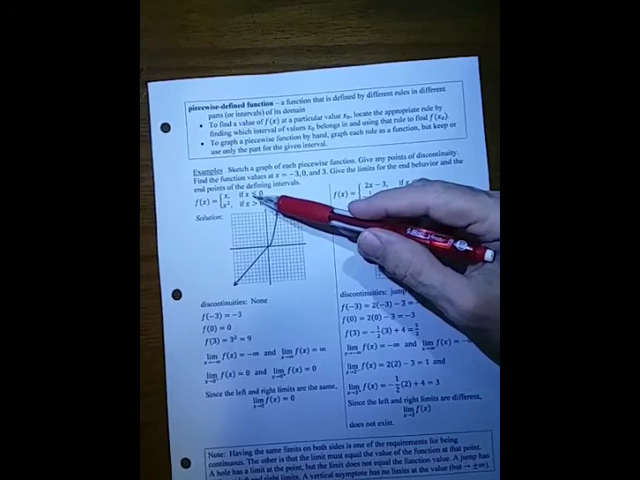 piecewise-defined function – a function that is defined by different rules in different
parts (or intervals) of its domain
• To find a value of f(x) at a particular value x₀, locate the appropriate rule by
finding which interval of values x₀ belongs in and using that rule to find f(x₀).
• To graph a piecewise function by hand, graph each rule as a function, but keep or
use only the part for the given interval.
Examples Sketch a graph of each piecewise function. Give any points of discontinuity.
Find the function values at x = −3, 0, and 3. Give the limits for the end behavior and the
end points of the defining intervals.
f(x) = { x, if x ≤ 0
x², if x >
f(x) = { 2x − 3, if
Solution:
discontinuities: None
f(−3) = −3
f(0) = 0
f(3) = 3² = 9
lim x→−∞ f(x) = −∞ and lim x→∞ f(x) = ∞
lim x→0⁻ f(x) = 0 and lim x→0⁺ f(x) = 0
Since the left and right limits are the same,
lim x→0 f(x) = 0
discontinuities: jump
f(−3) = 2(−3) − 3 =
f(0) = 2(0) − 3 = −3
f(3) = −1/2(3) + 4 = 5/2
lim x→−∞ f(x) = −∞ and lim x→∞ f(x) = −∞
lim x→2⁻ f(x) = 2(2) − 3 = 1 and
lim x→2⁺ f(x) = −1/2(2) + 4 = 3
Since the left and right limits are different,
lim x→2 f(x)
does not exist.
Note: Having the same limits on both sides is one of the requirements for being
continuous. The other is that the limit must equal the value of the function at that point.
A hole has a limit at the point, but the limit does not equal the function value. A jump has
left and right limits. A vertical asymptote has no limits at the value (but → ±∞).